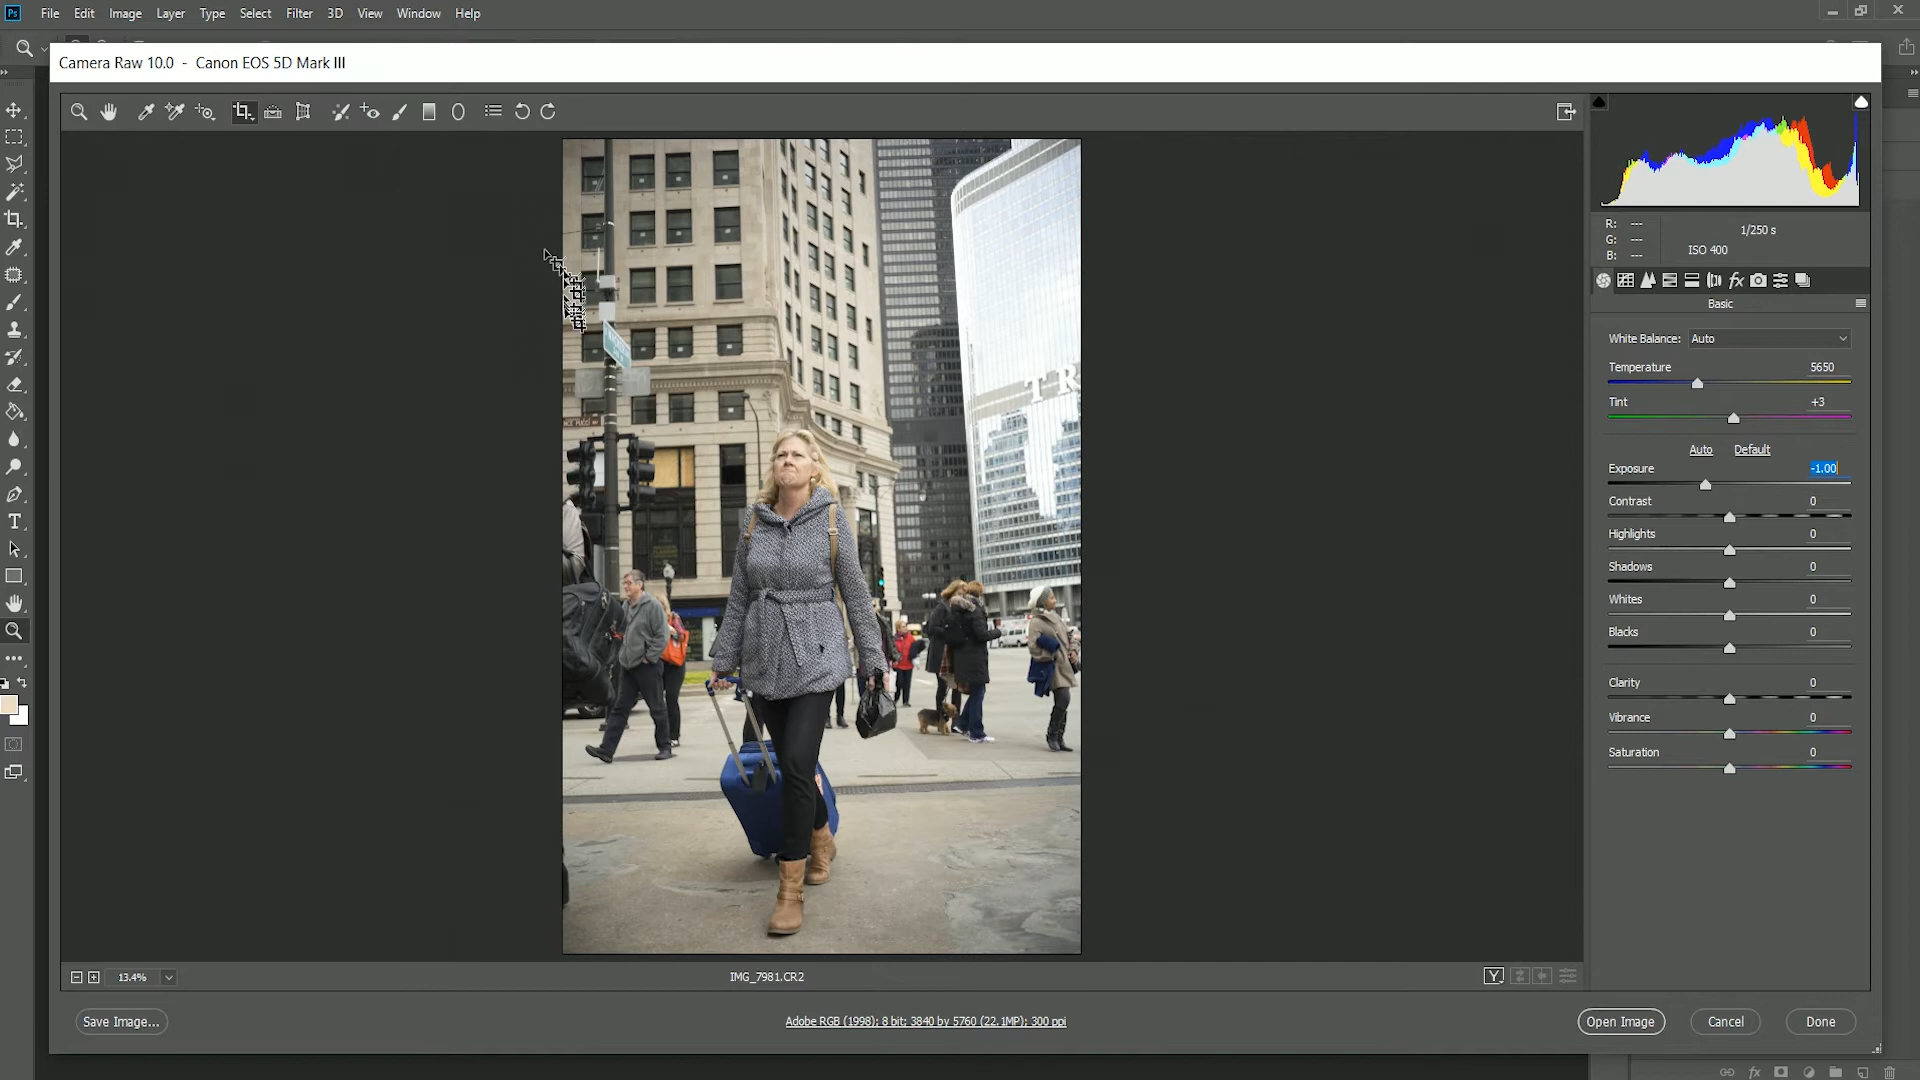 Ps File Edit Image Layer Type Select Filter 3D View Window Help
Camera Raw 10.0 - Canon EOS 5D Mark III
R: ---
G: ---
B: ---
1/250 s
ISO 400
fx
Basic
White Balance: Auto
Temperature 5650
Tint +3
Auto Default
Exposure -1.00
Contrast 0
Highlights 0
Shadows 0
Whites 0
Blacks 0
Clarity 0
Vibrance 0
Saturation 0
T R
13.4%
IMG_7981.CR2
Y
Save Image...
Adobe RGB (1998); 8 bit; 3840 by 5760 (22.1MP); 300 ppi
Open Image Cancel Done
fx